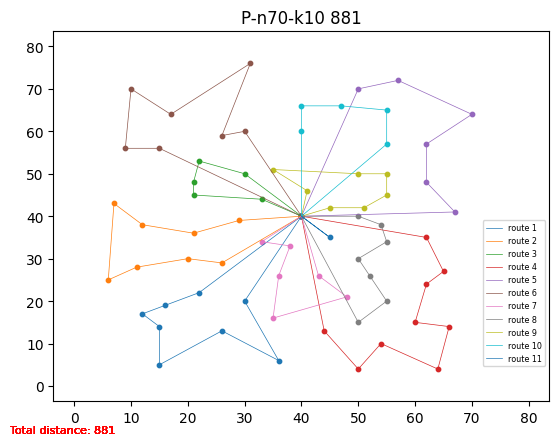 P-n70-k10 881
80
70
60
50
40
30
20
10
0
route 1
route 2
route 3
route 4
route 5
route 6
route 7
route 8
route 9
route 10
route 11
0 10 20 30 40 50 60 70 80
Total distance: 881